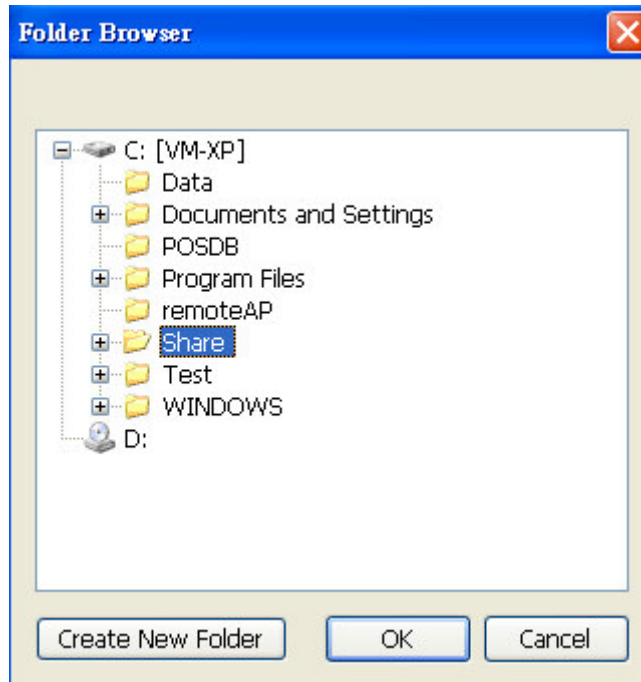 Folder Browser
C: [VM-XP]
Data
Documents and Settings
POSDB
Program Files
remoteAP
Share
Test
WINDOWS
D:
Create New Folder OK Cancel